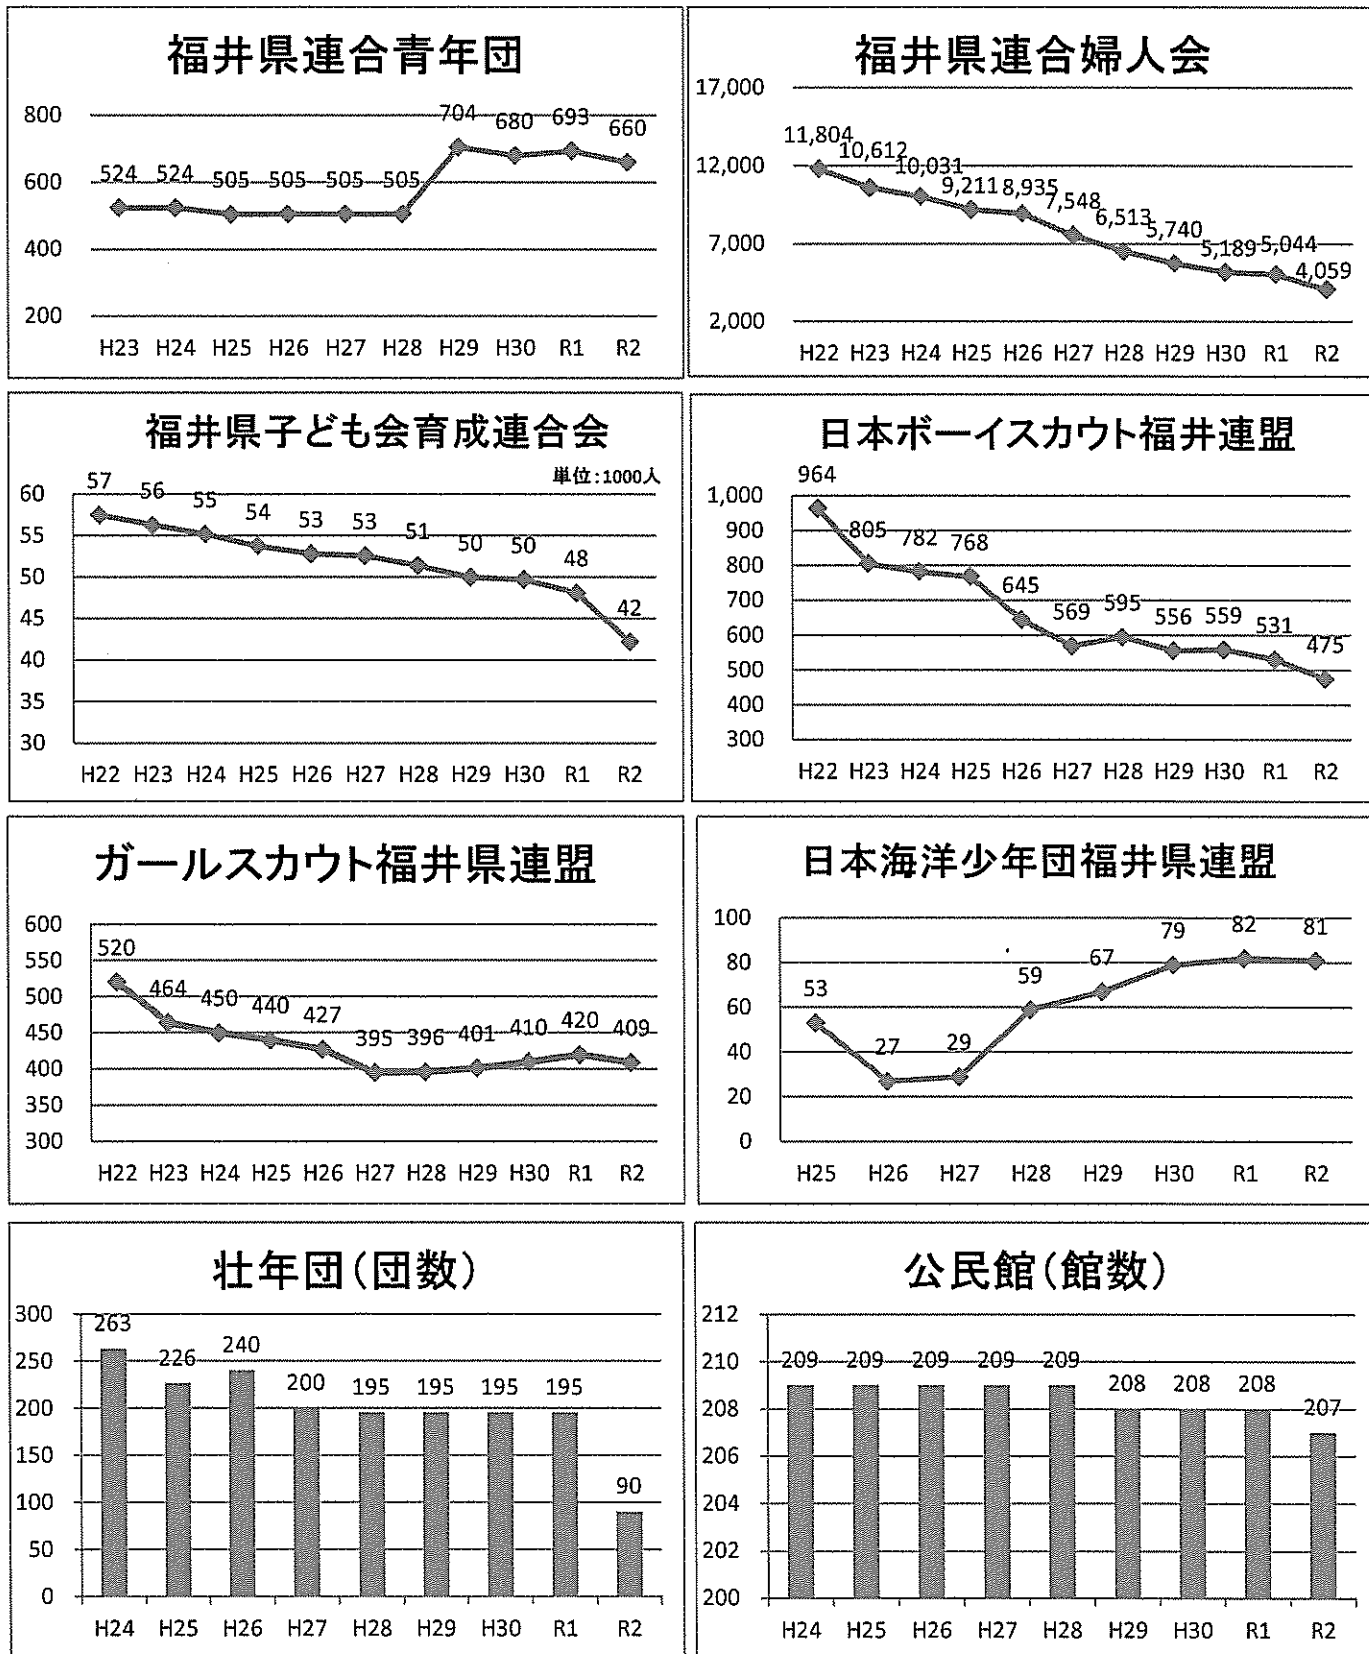 福井県連合青年団
800
600
400
200
524 524 505 505 505 505 704 680 693 660
H23 H24 H25 H26 H27 H28 H29 H30 R1 R2
福井県連合婦人会
17,000
12,000
7,000
2,000
11,804 10,612 10,031 9,211 8,935 7,548 6,513 5,740 5,189 5,044 4,059
H22 H23 H24 H25 H26 H27 H28 H29 H30 R1 R2
福井県子ども会育成連合会
単位:1000人
60
55
50
45
40
35
30
57 56 55 54 53 53 51 50 50 48 42
H22 H23 H24 H25 H26 H27 H28 H29 H30 R1 R2
日本ボーイスカウト福井連盟
1,000
900
800
700
600
500
400
300
964 805 782 768 645 569 595 556 559 531 475
H22 H23 H24 H25 H26 H27 H28 H29 H30 R1 R2
ガールスカウト福井県連盟
600
550
500
450
400
350
300
520 464 450 440 427 395 396 401 410 420 409
H22 H23 H24 H25 H26 H27 H28 H29 H30 R1 R2
日本海洋少年団福井県連盟
100
80
60
40
20
0
53 27 29 59 67 79 82 81
H25 H26 H27 H28 H29 H30 R1 R2
壮年団(団数)
300
250
200
150
100
50
0
263 226 240 200 195 195 195 195 90
H24 H25 H26 H27 H28 H29 H30 R1 R2
公民館(館数)
212
210
208
206
204
202
200
209 209 209 209 209 208 208 208 207
H24 H25 H26 H27 H28 H29 H30 R1 R2